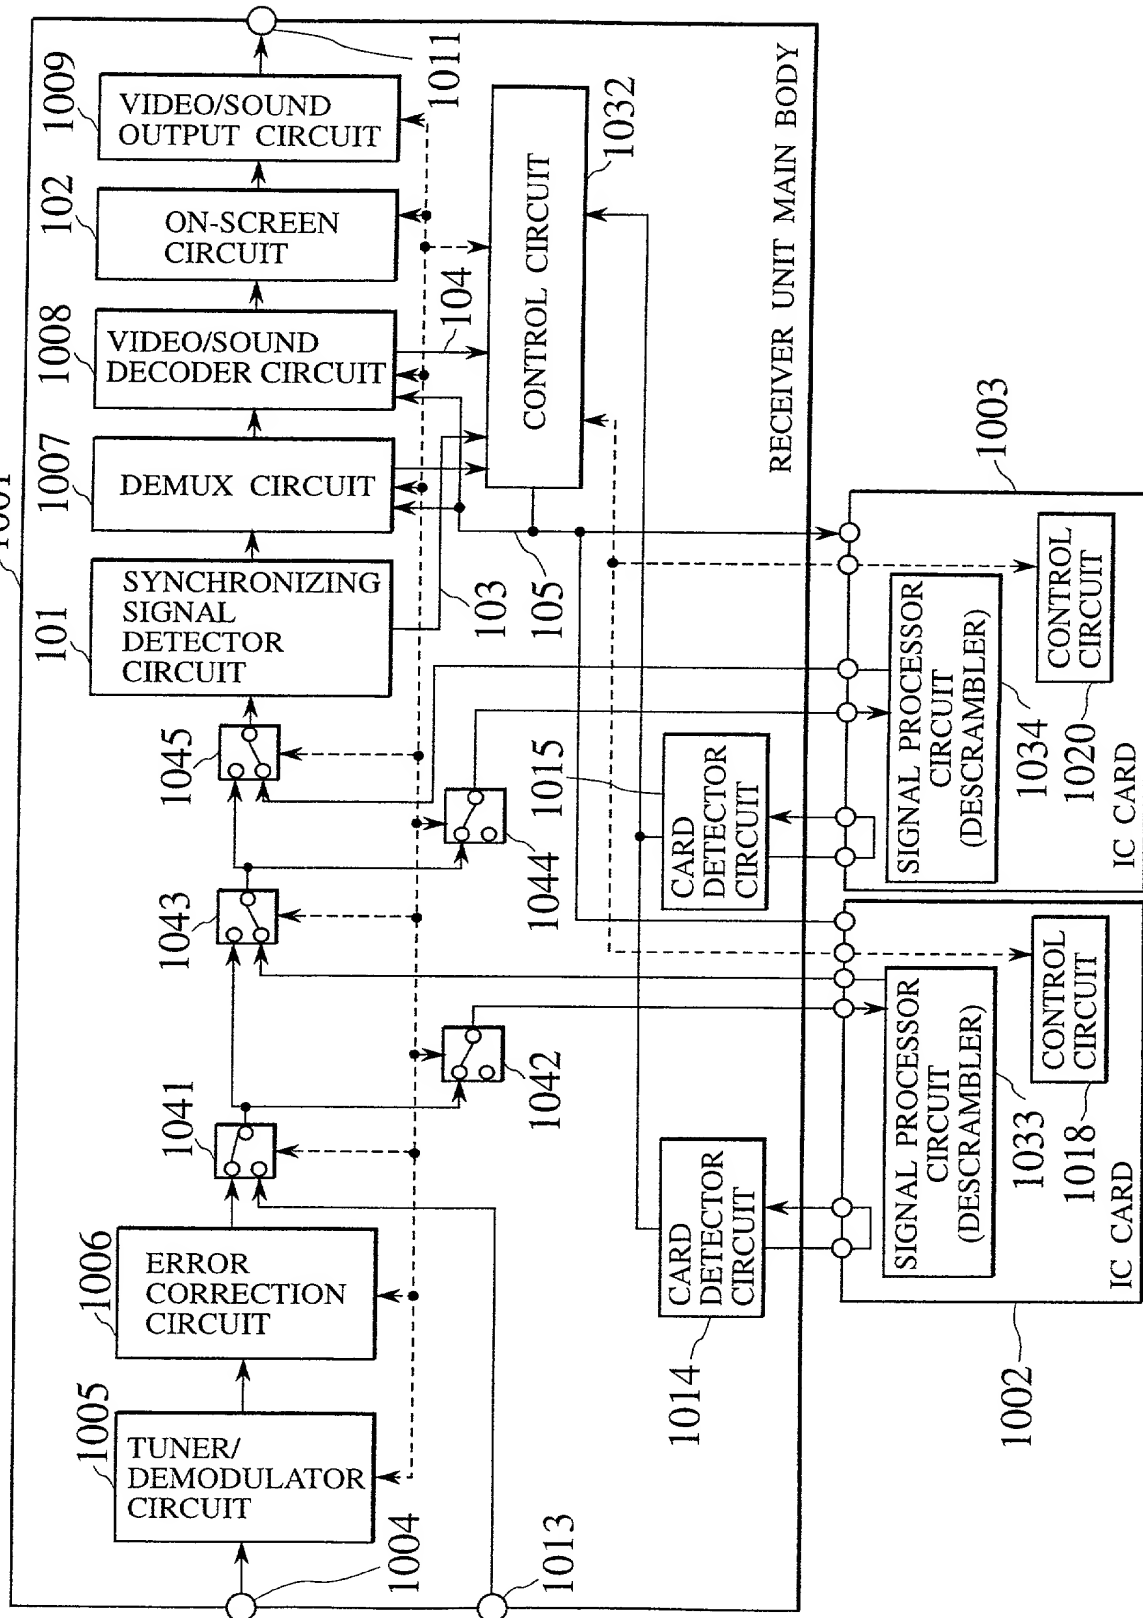 1001
1009
VIDEO/SOUND
OUTPUT CIRCUIT
1011
102
ON-SCREEN
CIRCUIT
1008
VIDEO/SOUND
DECODER CIRCUIT
104
CONTROL CIRCUIT
1032
1007
DEMUX CIRCUIT
101
SYNCHRONIZING
SIGNAL
DETECTOR
CIRCUIT
103
105
RECEIVER UNIT MAIN BODY
1003
CONTROL
CIRCUIT
1020
SIGNAL PROCESSOR
CIRCUIT
(DESCRAMBLER)
1034
IC CARD
1045
1044
1015
CARD
DETECTOR
CIRCUIT
1043
1042
1041
CONTROL
CIRCUIT
1018
SIGNAL PROCESSOR
CIRCUIT
(DESCRAMBLER)
1033
IC CARD
1002
CARD
DETECTOR
CIRCUIT
1014
1006
ERROR
CORRECTION
CIRCUIT
1005
TUNER/
DEMODULATOR
CIRCUIT
1004
1013